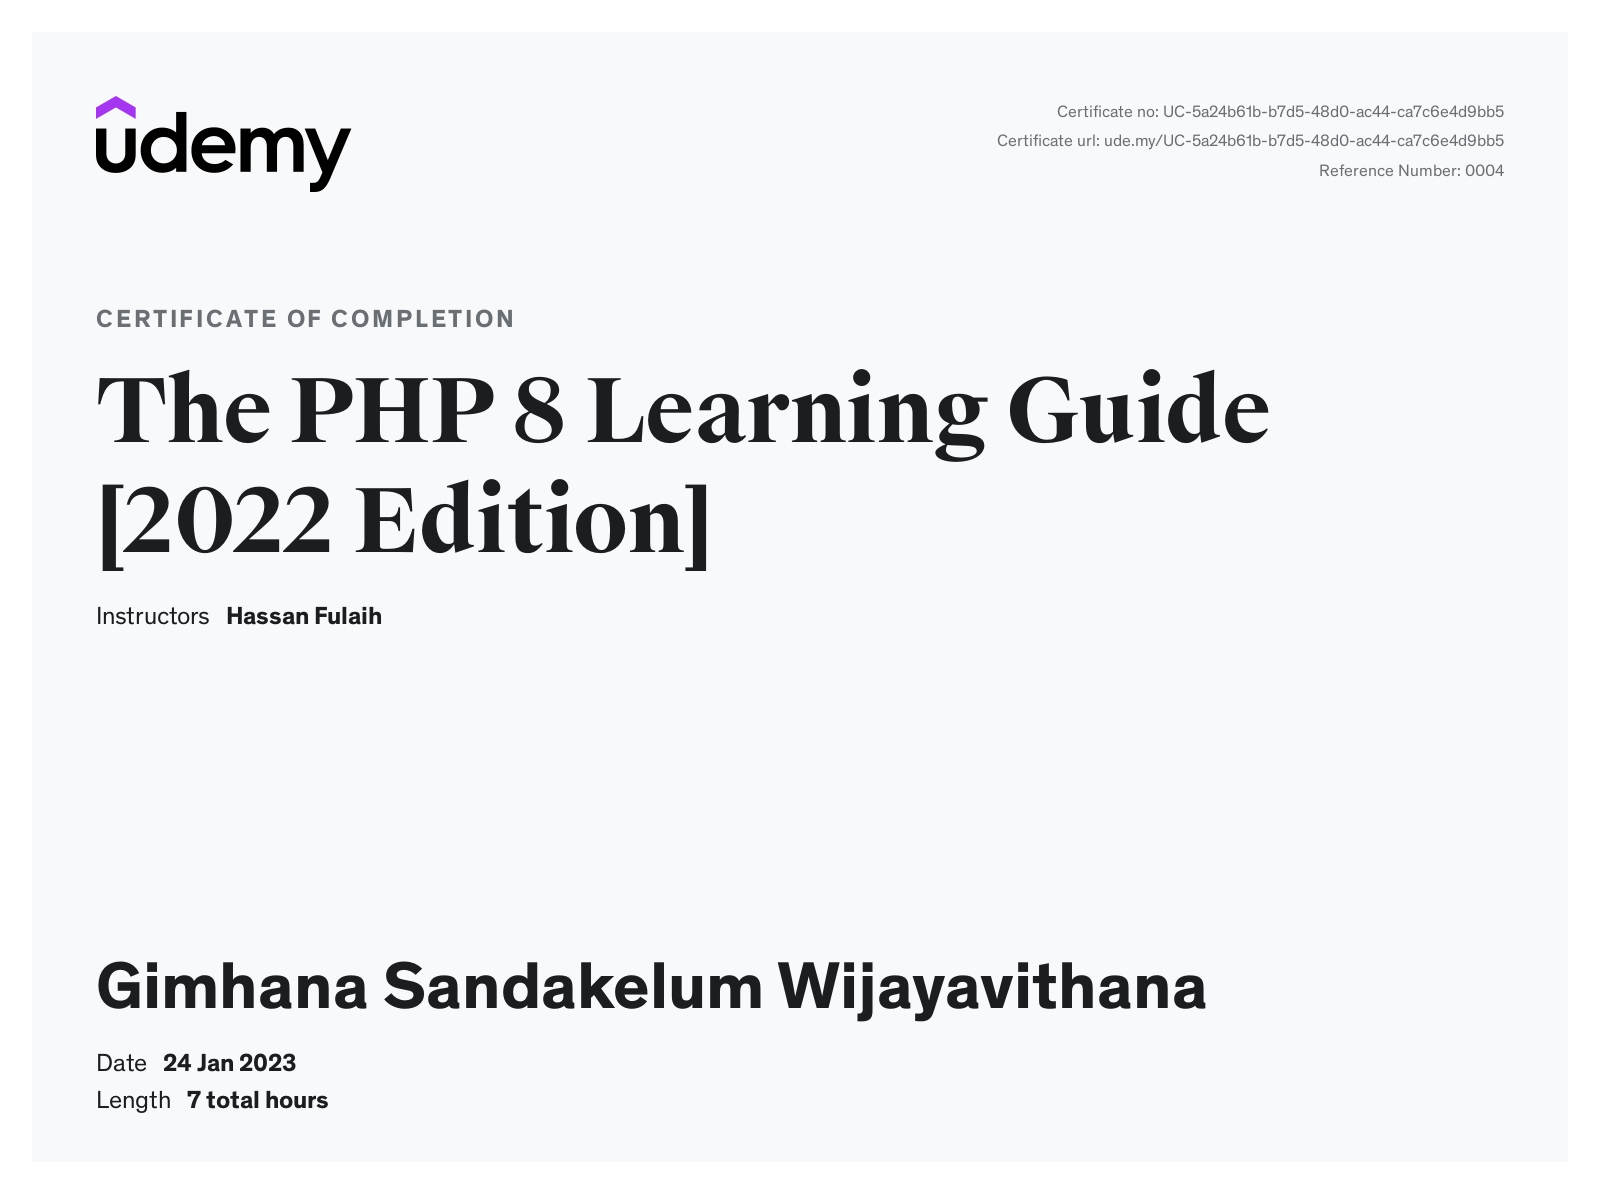 udemy
Certificate no: UC-5a24b61b-b7d5-48d0-ac44-ca7c6e4d9bb5
Certificate url: ude.my/UC-5a24b61b-b7d5-48d0-ac44-ca7c6e4d9bb5
Reference Number: 0004
CERTIFICATE OF COMPLETION
The PHP 8 Learning Guide
[2022 Edition]
Instructors Hassan Fulaih
Gimhana Sandakelum Wijayavithana
Date 24 Jan 2023
Length 7 total hours